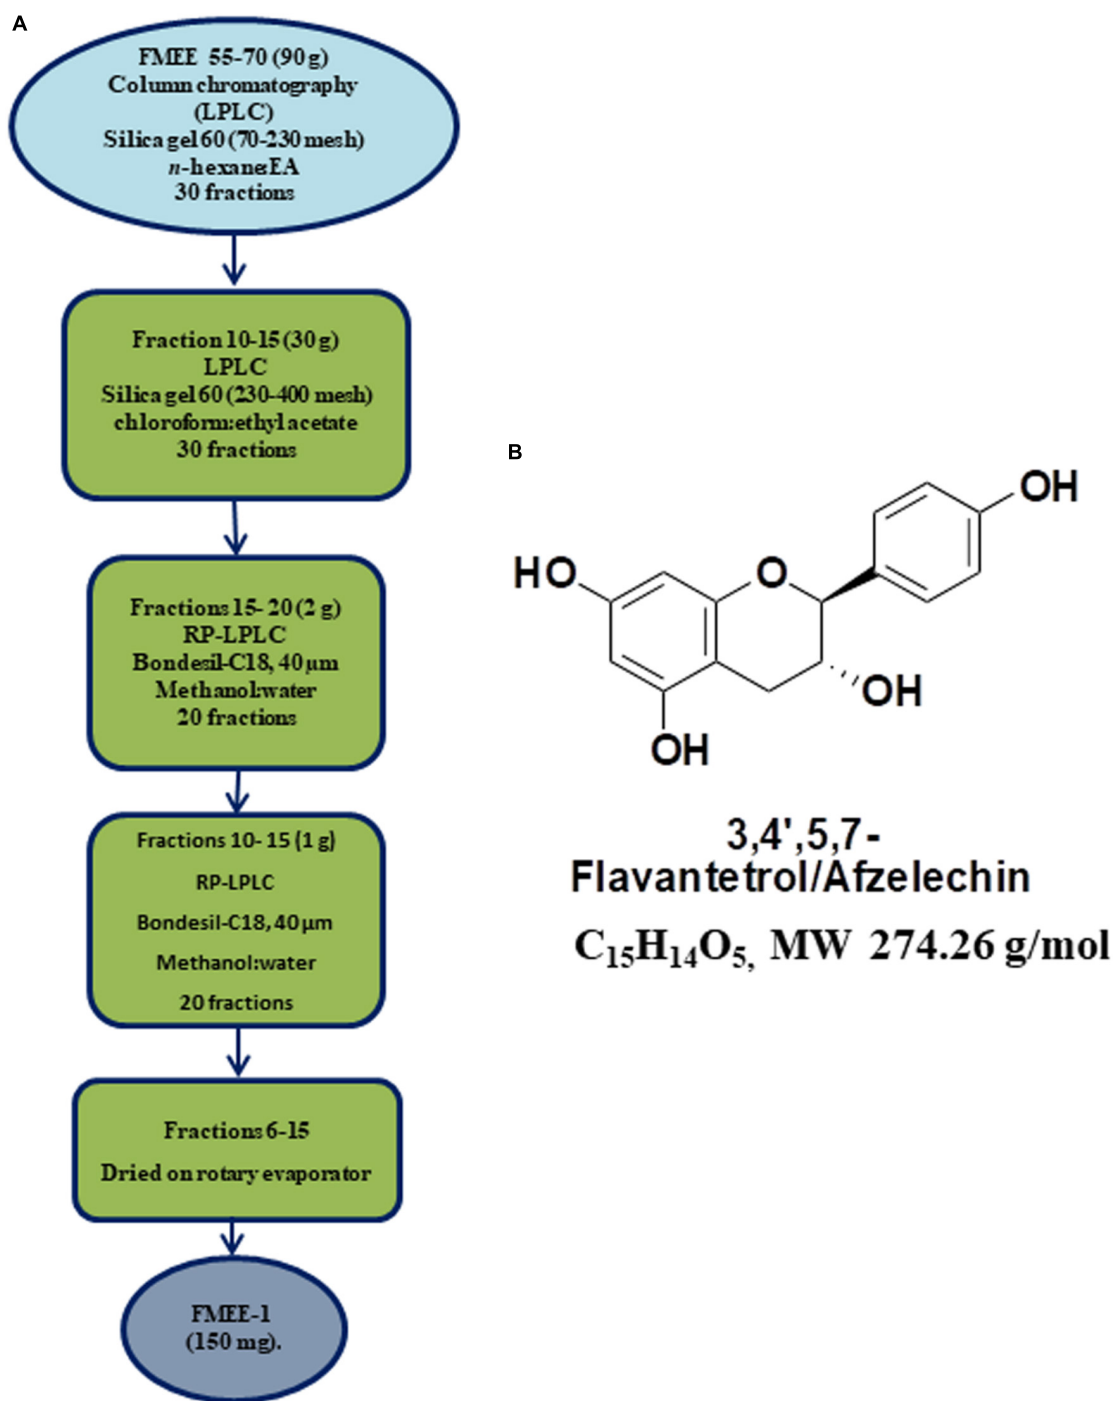 A
FMEE 55-70 (90 g)
Column chromatography
(LPLC)
Silica gel 60 (70-230 mesh)
n-hexane:EA
30 fractions
Fraction 10-15 (30 g)
LPLC
Silica gel 60 (230-400 mesh)
chloroform:ethyl acetate
30 fractions
Fractions 15- 20 (2 g)
RP-LPLC
Bondesil-C18, 40 µm
Methanol:water
20 fractions
Fractions 10- 15 (1 g)
RP-LPLC
Bondesil-C18, 40 µm
Methanol:water
20 fractions
Fractions 6-15
Dried on rotary evaporator
FMEE-1
(150 mg).
B
OH
HO
O
OH
OH
3,4',5,7-
Flavantetrol/Afzelechin
C₁₅H₁₄O₅, MW 274.26 g/mol